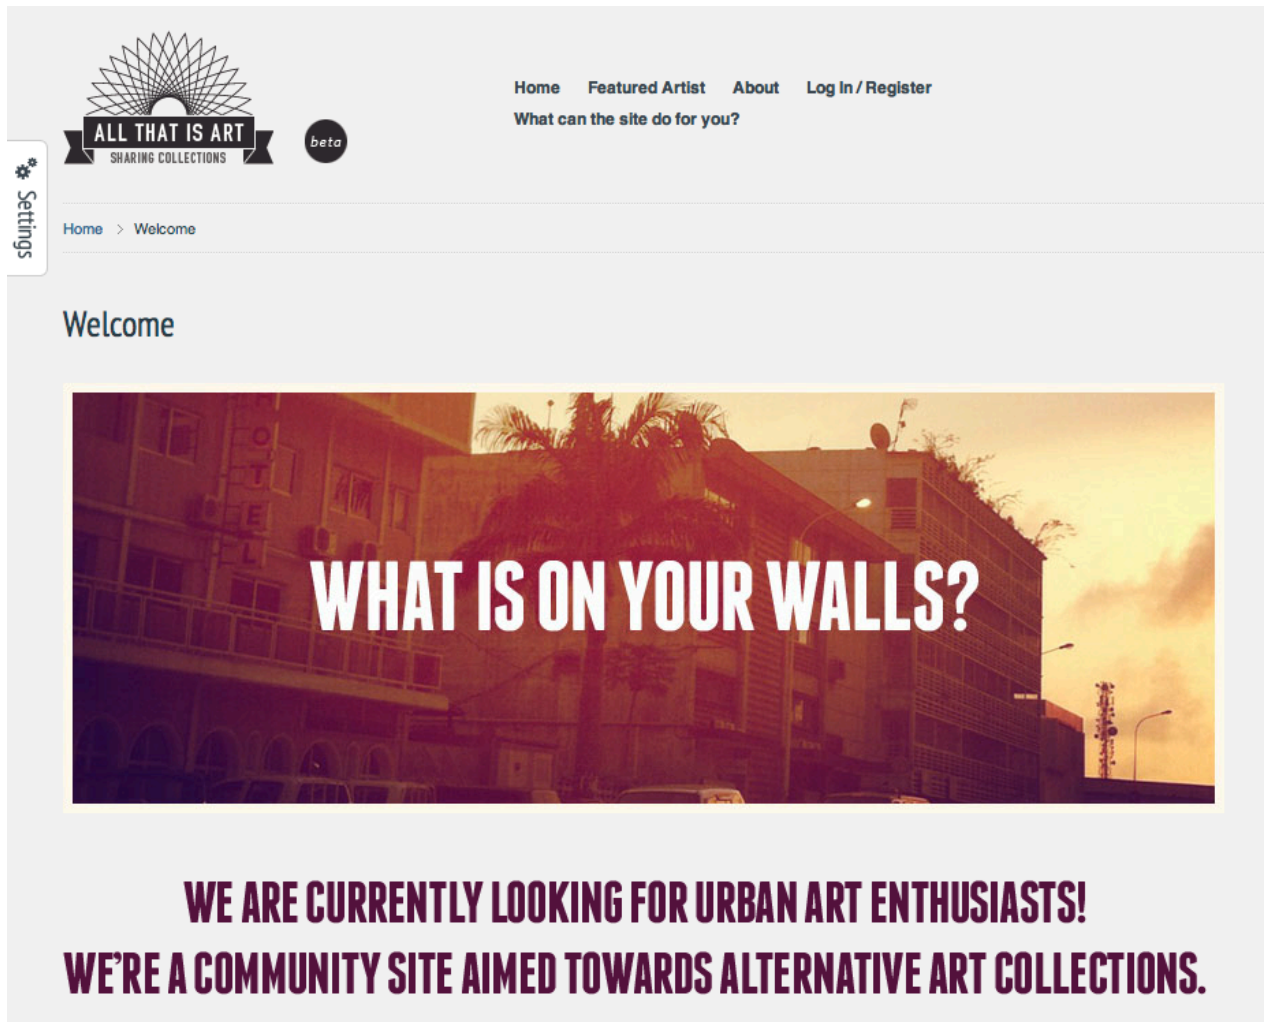 ALL THAT IS ART
SHARING COLLECTIONS
beta
Home Featured Artist About Log In / Register
What can the site do for you?
Settings
Home > Welcome
Welcome
HOTEL
WHAT IS ON YOUR WALLS?
WE ARE CURRENTLY LOOKING FOR URBAN ART ENTHUSIASTS!
WE'RE A COMMUNITY SITE AIMED TOWARDS ALTERNATIVE ART COLLECTIONS.